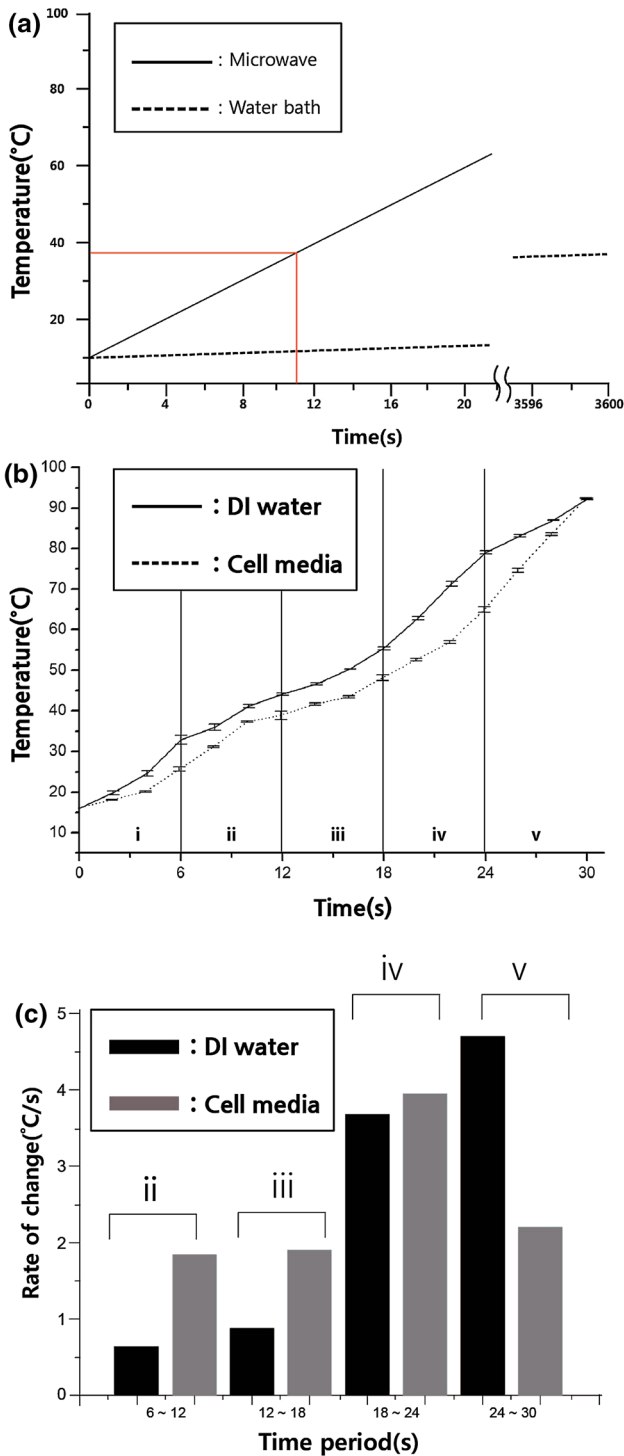 (a)
100
80
60
40
20
Temperature(°C)
: Microwave
: Water bath
0 4 8 12 16 20 3596 3600
Time(s)
(b)
100
90
80
70
60
50
40
30
20
10
Temperature(°C)
: DI water
: Cell media
i ii iii iv v
0 6 12 18 24 30
Time(s)
(c)
5
4
3
2
1
0
Rate of change(°C/s)
: DI water
: Cell media
ii iii iv v
6 ~ 12 12 ~ 18 18 ~ 24 24 ~ 30
Time period(s)